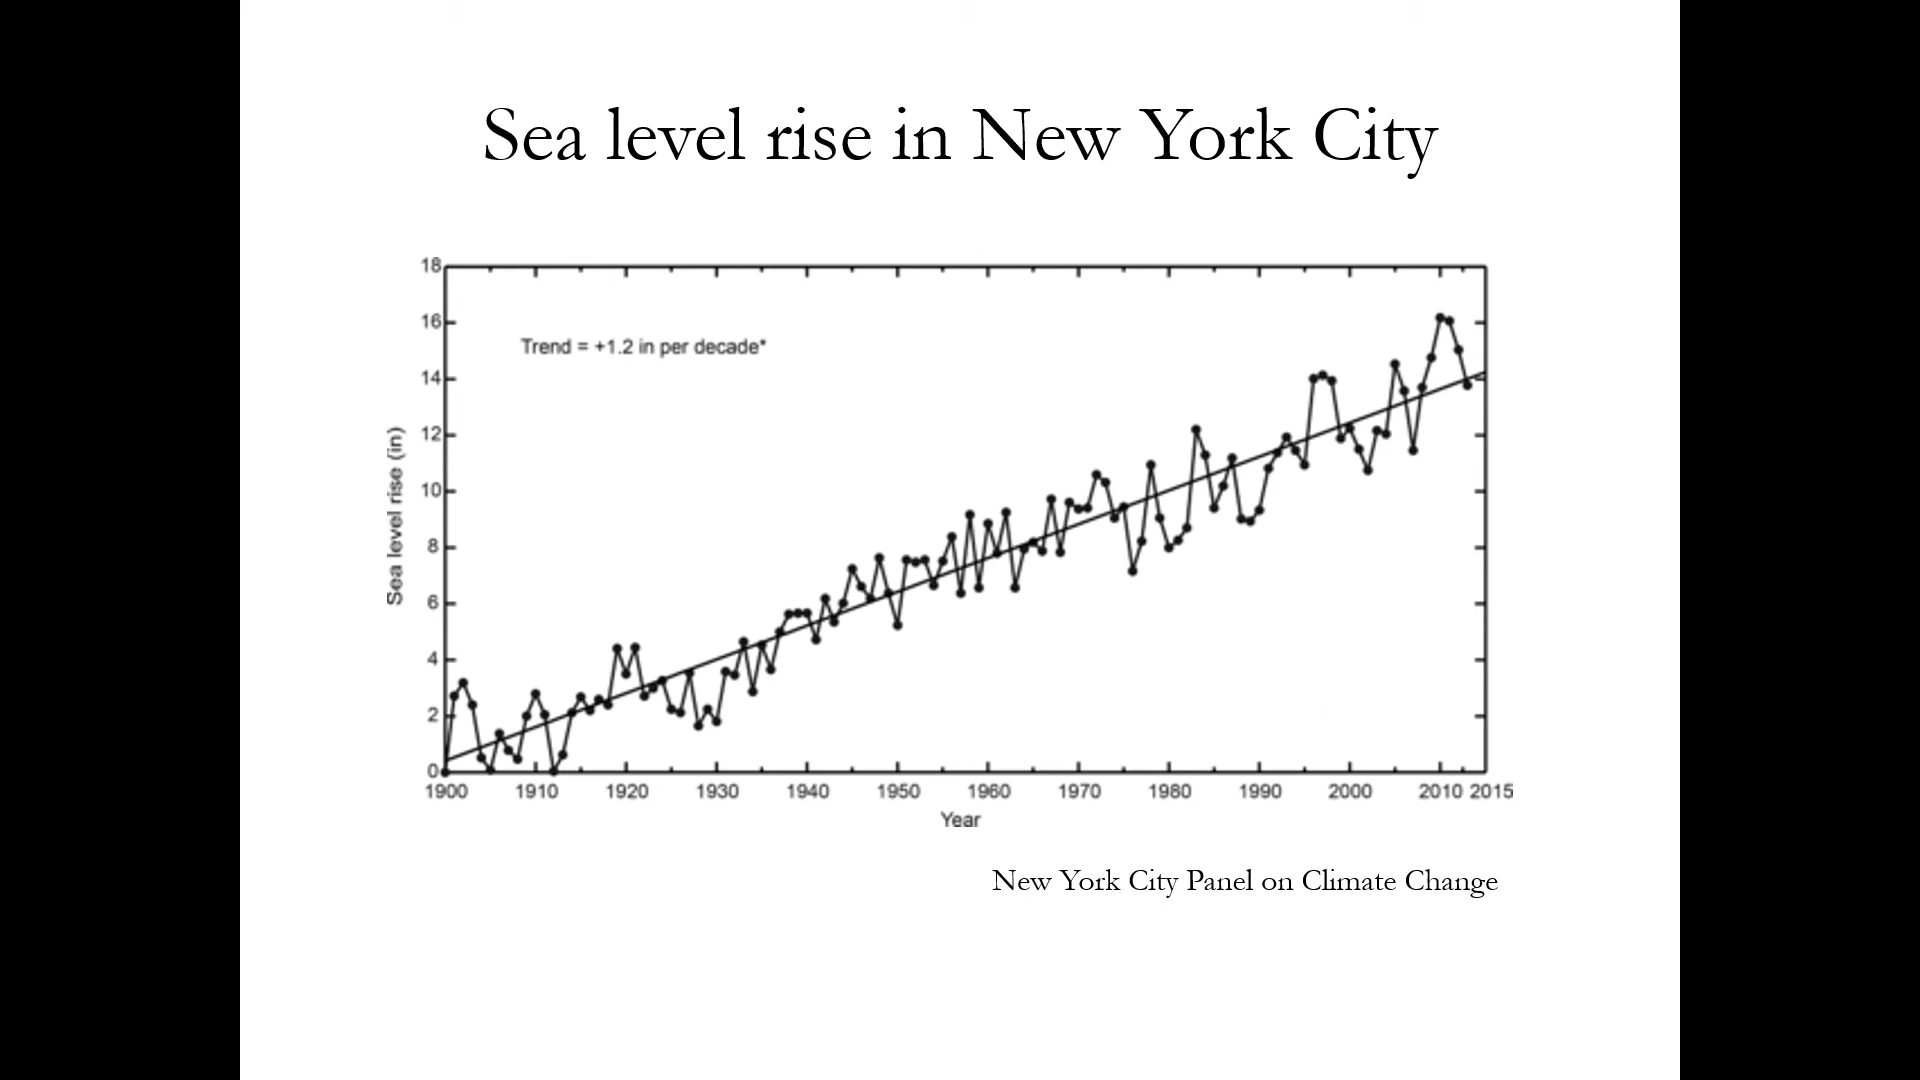 Sea level rise in New York City
18
16
Trend = +1.2 in per decade*
14
12
10
8
6
4
2
0
Sea level rise (in)
1900 1910 1920 1930 1940 1950 1960 1970 1980 1990 2000 2010 2015
Year
New York City Panel on Climate Change